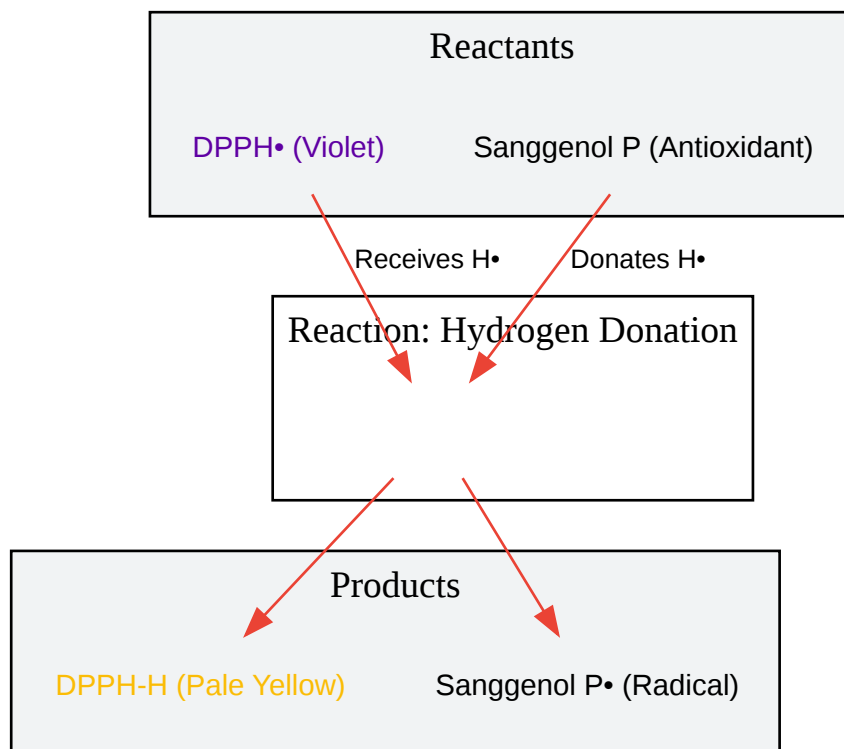 Reactants
DPPH• (Violet)
Sanggenol P (Antioxidant)
Receives H•
Donates H•
Reaction: Hydrogen Donation
Products
DPPH-H (Pale Yellow)
Sanggenol P• (Radical)